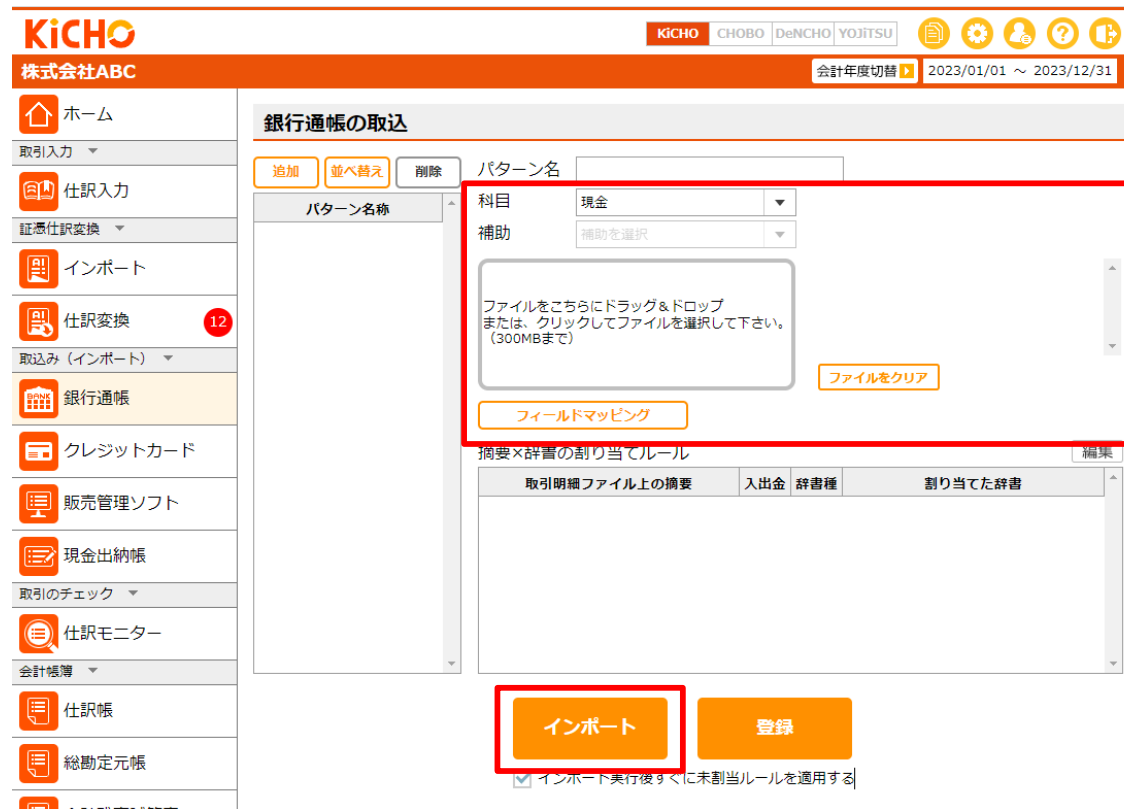 KiCHO
KiCHO CHOBO DeNCHO YOJiTSU
株式会社ABC
会計年度切替 2023/01/01 ～ 2023/12/31
ホーム
取引入力
仕訳入力
証憑仕訳変換
AI
インポート
AI
仕訳変換
12
取込み（インポート）
BANK
銀行通帳
クレジットカード
販売管理ソフト
現金出納帳
取引のチェック
仕訳モニター
会計帳簿
仕訳帳
総勘定元帳
銀行通帳の取込
追加 並べ替え 削除
パターン名称
パターン名
科目 現金
補助 補助を選択
ファイルをこちらにドラッグ&ドロップ
または、クリックしてファイルを選択して下さい。
（300MBまで）
ファイルをクリア
フィールドマッピング
摘要×辞書の割り当てルール 編集
取引明細ファイル上の摘要 入出金 辞書種 割り当てた辞書
インポート 登録
インポート実行後すぐに未割当ルールを適用する